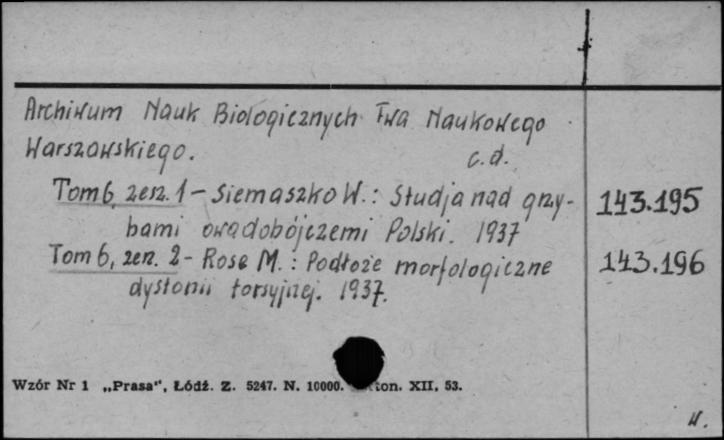 Archiwum Nauk Biologicznych Twa Naukowego
Warszawskiego. c.d.
Tom 6, zesz. 1 - Siemaszko W.: Studja nad grzy- 143.195
bami owadobójczemi Polski. 1937
Tom 6, zesz. 2 - Rose M.: Podłoże morfologiczne 143.196
dystonii torsyjnej. 1937.
Wzór Nr 1 „Prasa", Łódź. Z. 5247. N. 10000. ton. XII. 53.
W.